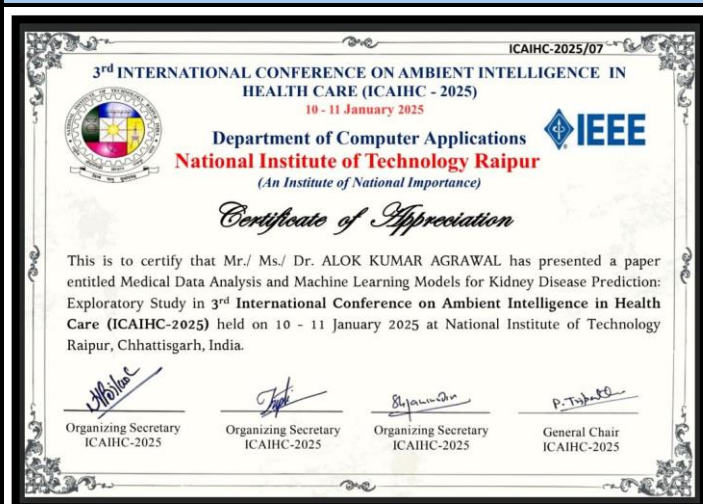 ICAIHC-2025/07
3rd INTERNATIONAL CONFERENCE ON AMBIENT INTELLIGENCE IN
HEALTH CARE (ICAIHC - 2025)
10 - 11 January 2025
IEEE
Department of Computer Applications
National Institute of Technology Raipur
(An Institute of National Importance)
Certificate of Appreciation
This is to certify that Mr./ Ms./ Dr. ALOK KUMAR AGRAWAL has presented a paper
entitled Medical Data Analysis and Machine Learning Models for Kidney Disease Prediction:
Exploratory Study in 3rd International Conference on Ambient Intelligence in Health
Care (ICAIHC-2025) held on 10 - 11 January 2025 at National Institute of Technology
Raipur, Chhattisgarh, India.
Organizing Secretary
ICAIHC-2025
Organizing Secretary
ICAIHC-2025
Organizing Secretary
ICAIHC-2025
General Chair
ICAIHC-2025